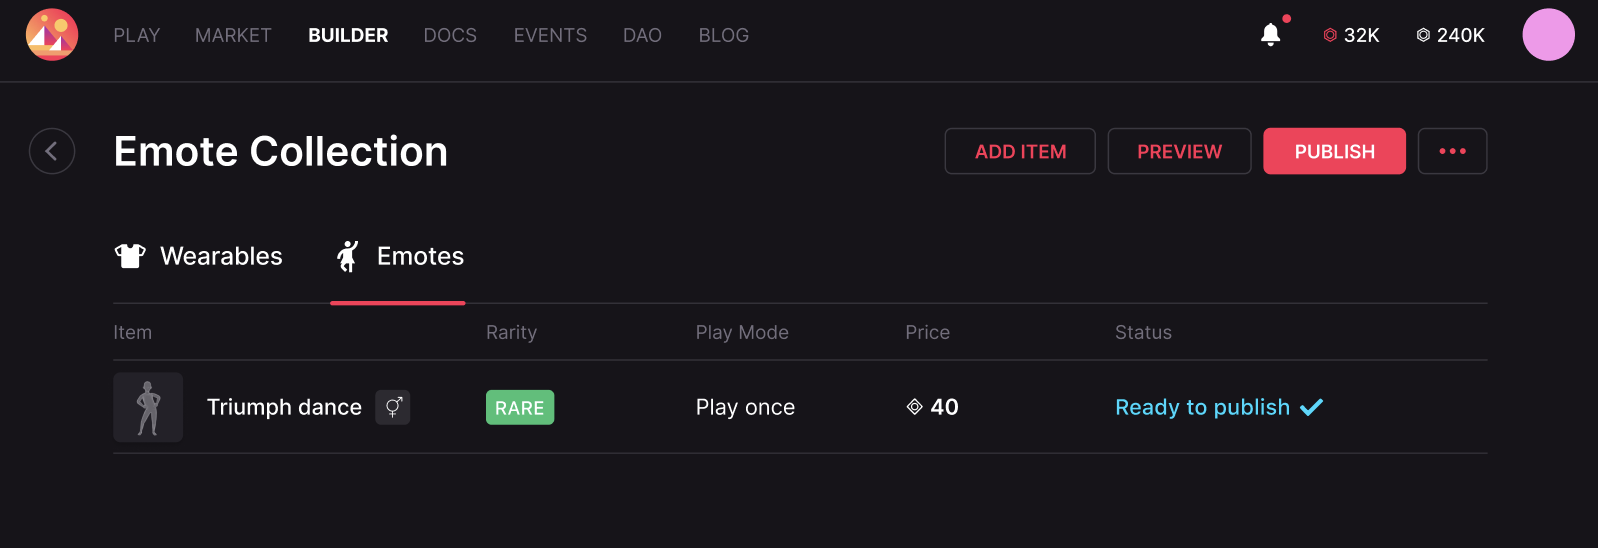 PLAY MARKET BUILDER DOCS EVENTS DAO BLOG 32K 240K
Emote Collection ADD ITEM PREVIEW PUBLISH
Wearables Emotes
Item Rarity Play Mode Price Status
Triumph dance RARE Play once 40 Ready to publish